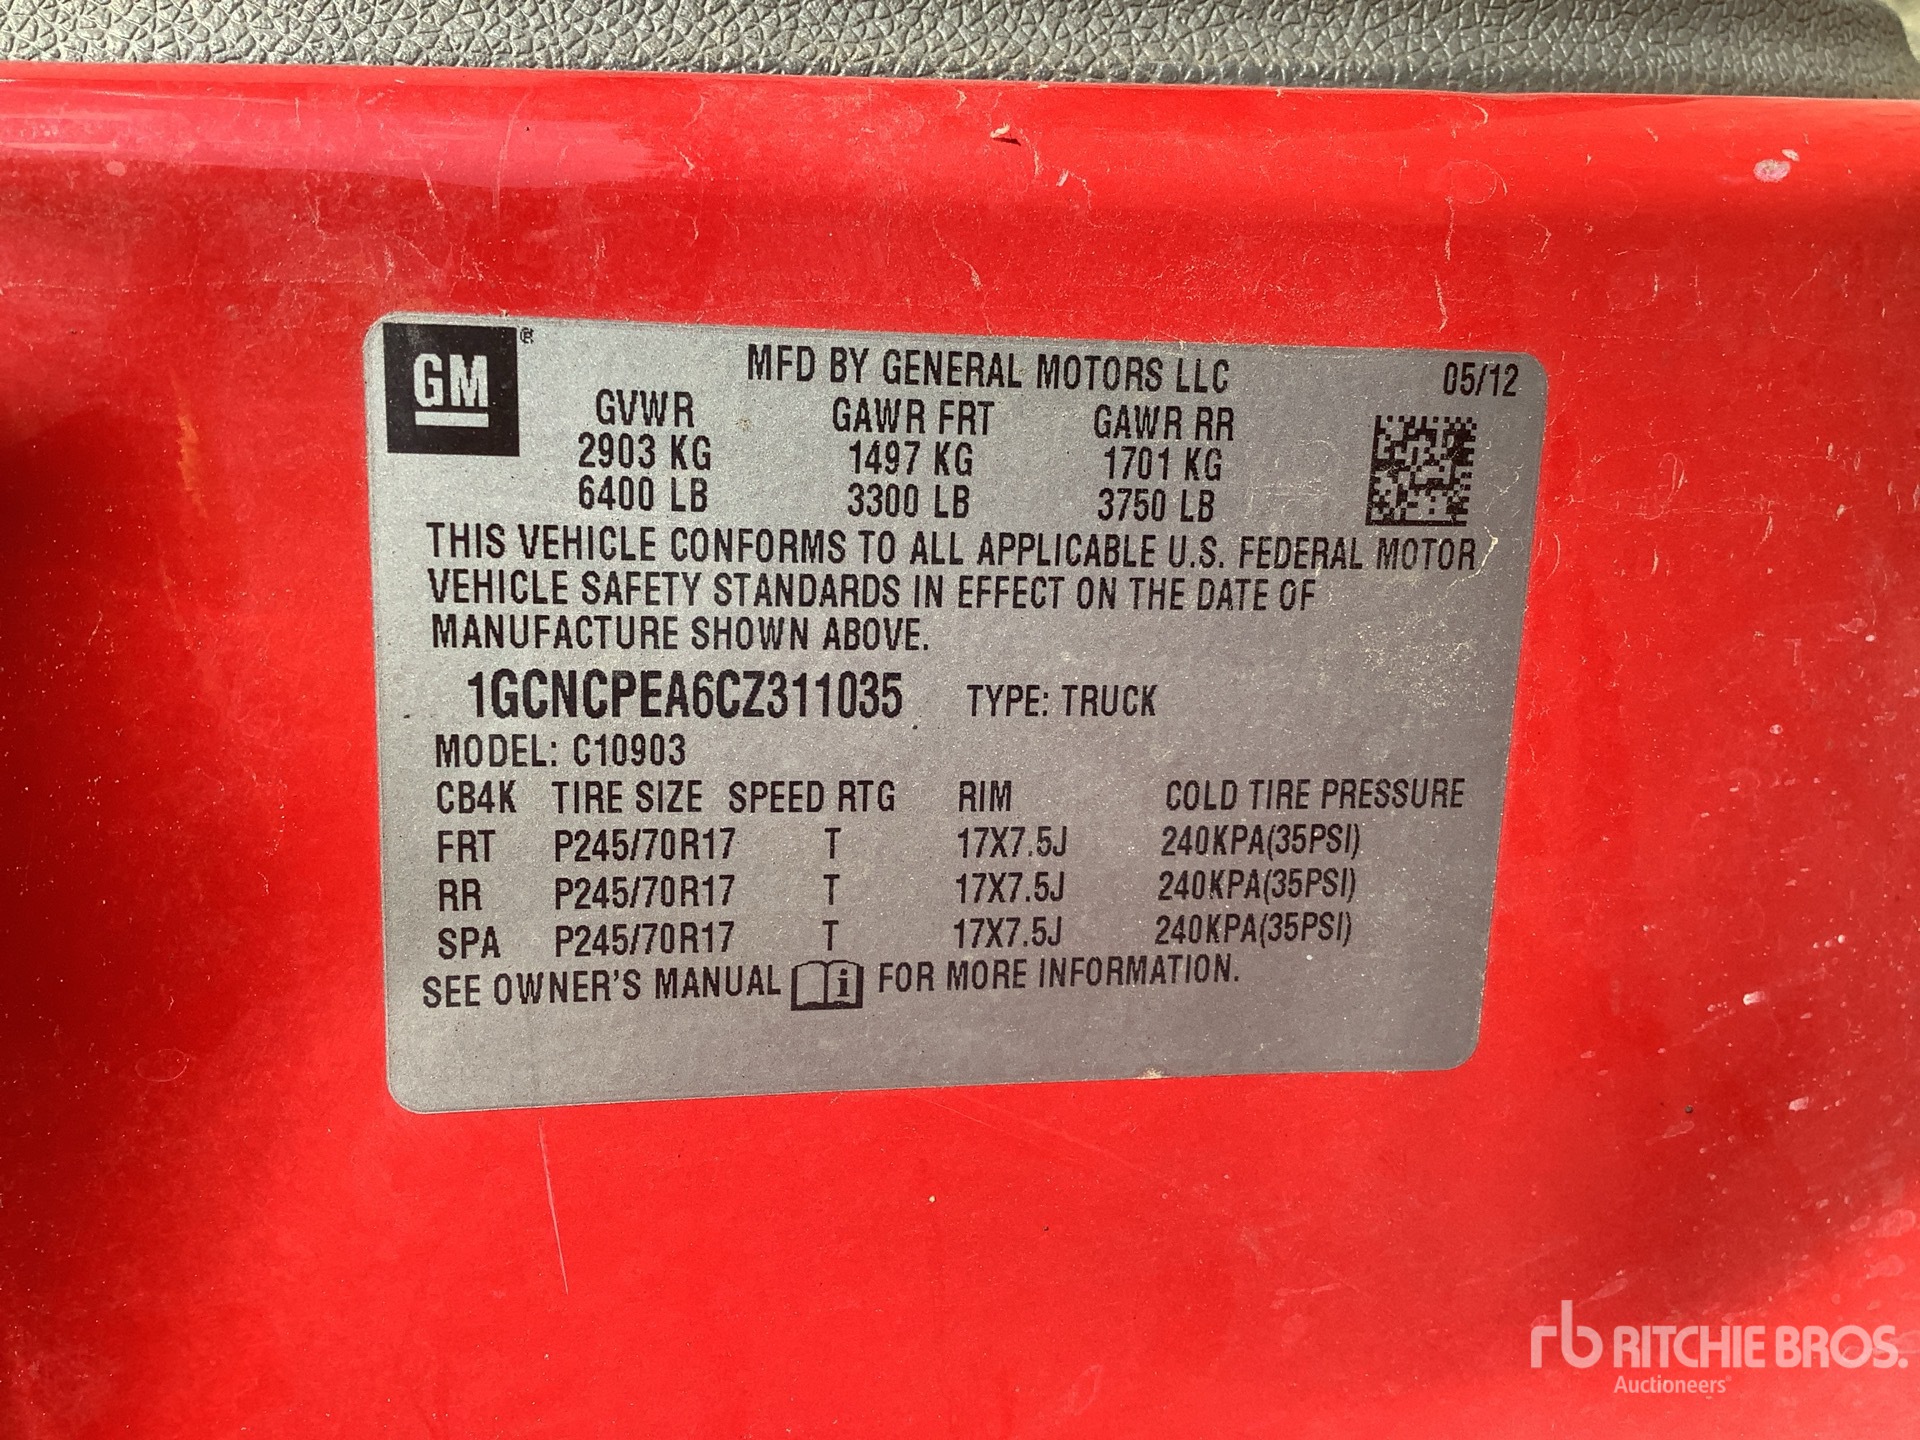 GM
MFD BY GENERAL MOTORS LLC 05/12
GVWR GAWR FRT GAWR RR
2903 KG 1497 KG 1701 KG
6400 LB 3300 LB 3750 LB
THIS VEHICLE CONFORMS TO ALL APPLICABLE U.S. FEDERAL MOTOR
VEHICLE SAFETY STANDARDS IN EFFECT ON THE DATE OF
MANUFACTURE SHOWN ABOVE.
1GCNCPEA6CZ311035 TYPE: TRUCK
MODEL: C10903
CB4K TIRE SIZE SPEED RTG RIM COLD TIRE PRESSURE
FRT P245/70R17 T 17X7.5J 240KPA(35PSI)
RR P245/70R17 T 17X7.5J 240KPA(35PSI)
SPA P245/70R17 T 17X7.5J 240KPA(35PSI)
SEE OWNER'S MANUAL i FOR MORE INFORMATION.
rb RITCHIE BROS.
Auctioneers